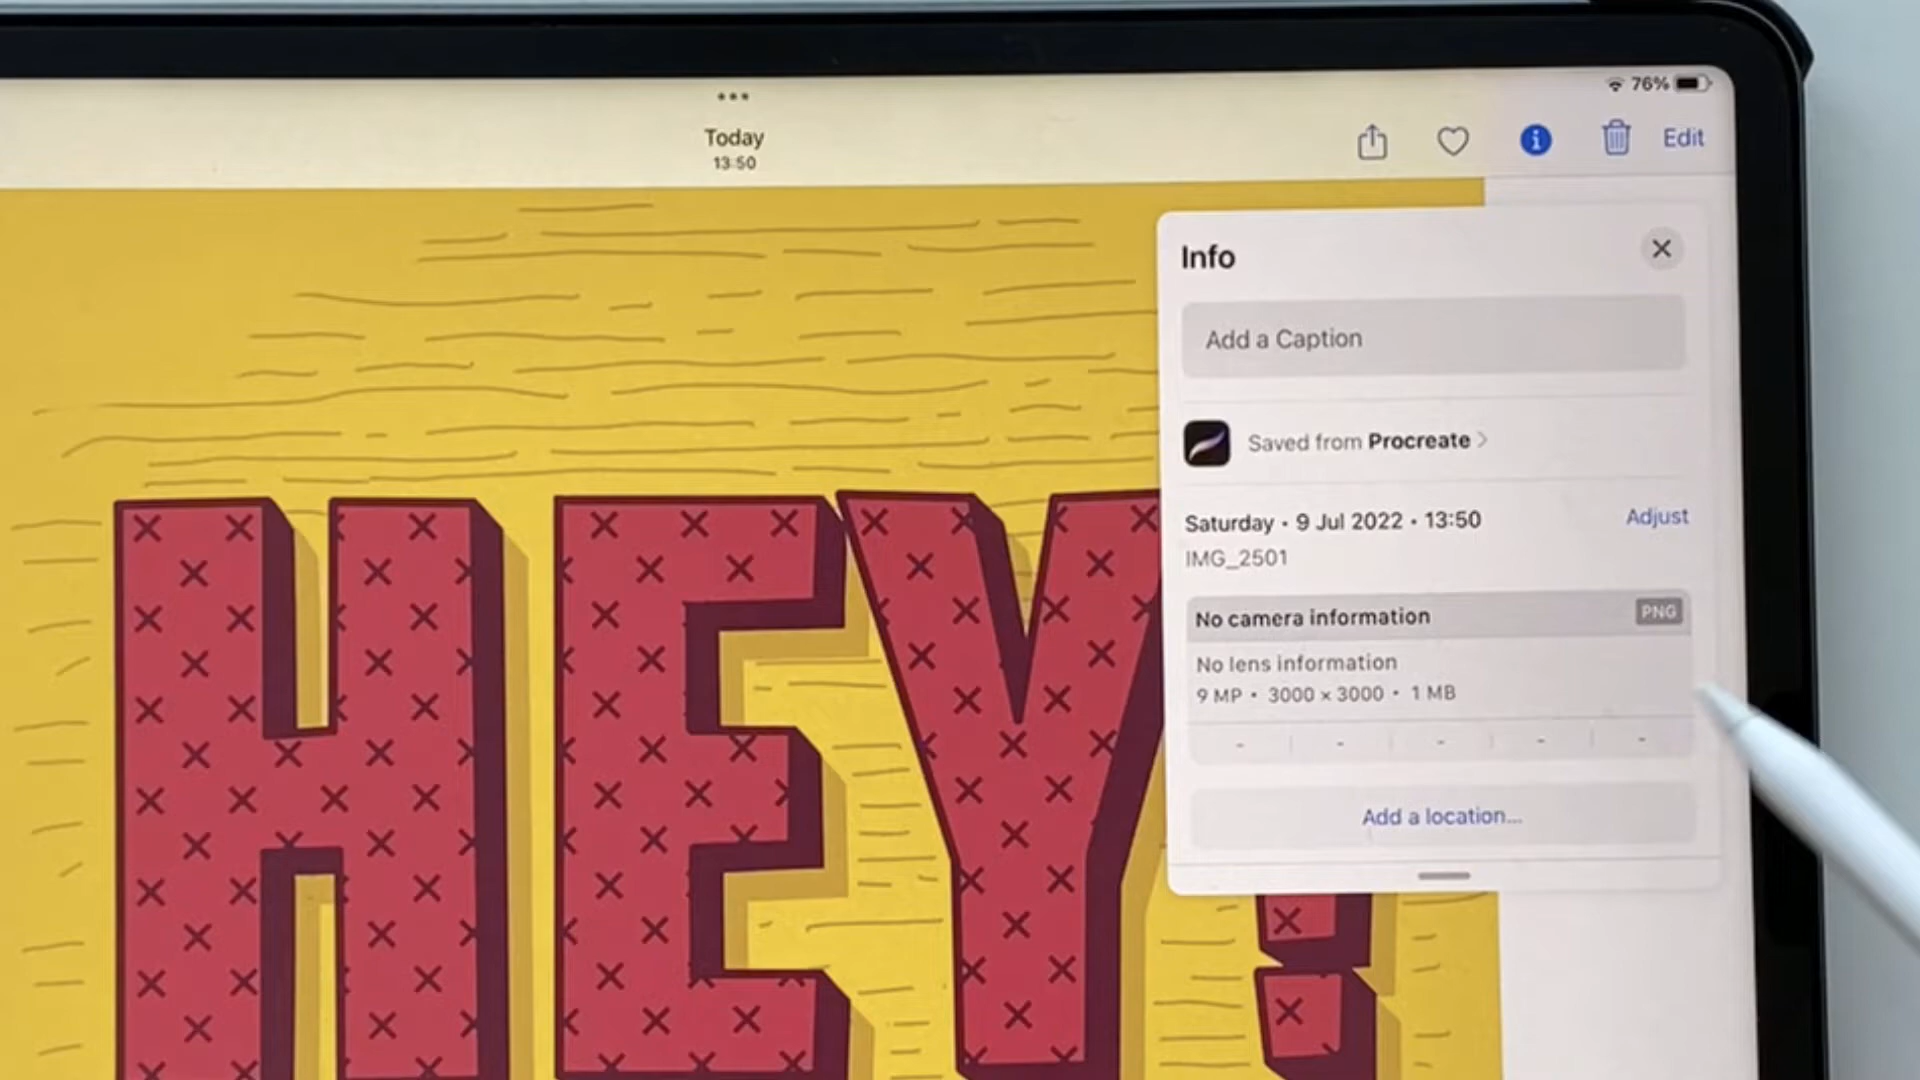 76%
Today
13:50
Edit
Info
Add a Caption
Saved from Procreate
Saturday • 9 Jul 2022 • 13:50
Adjust
IMG_2501
No camera information
PNG
No lens information
9 MP • 3000 × 3000 • 1 MB
- - - - -
Add a location...
HEY!